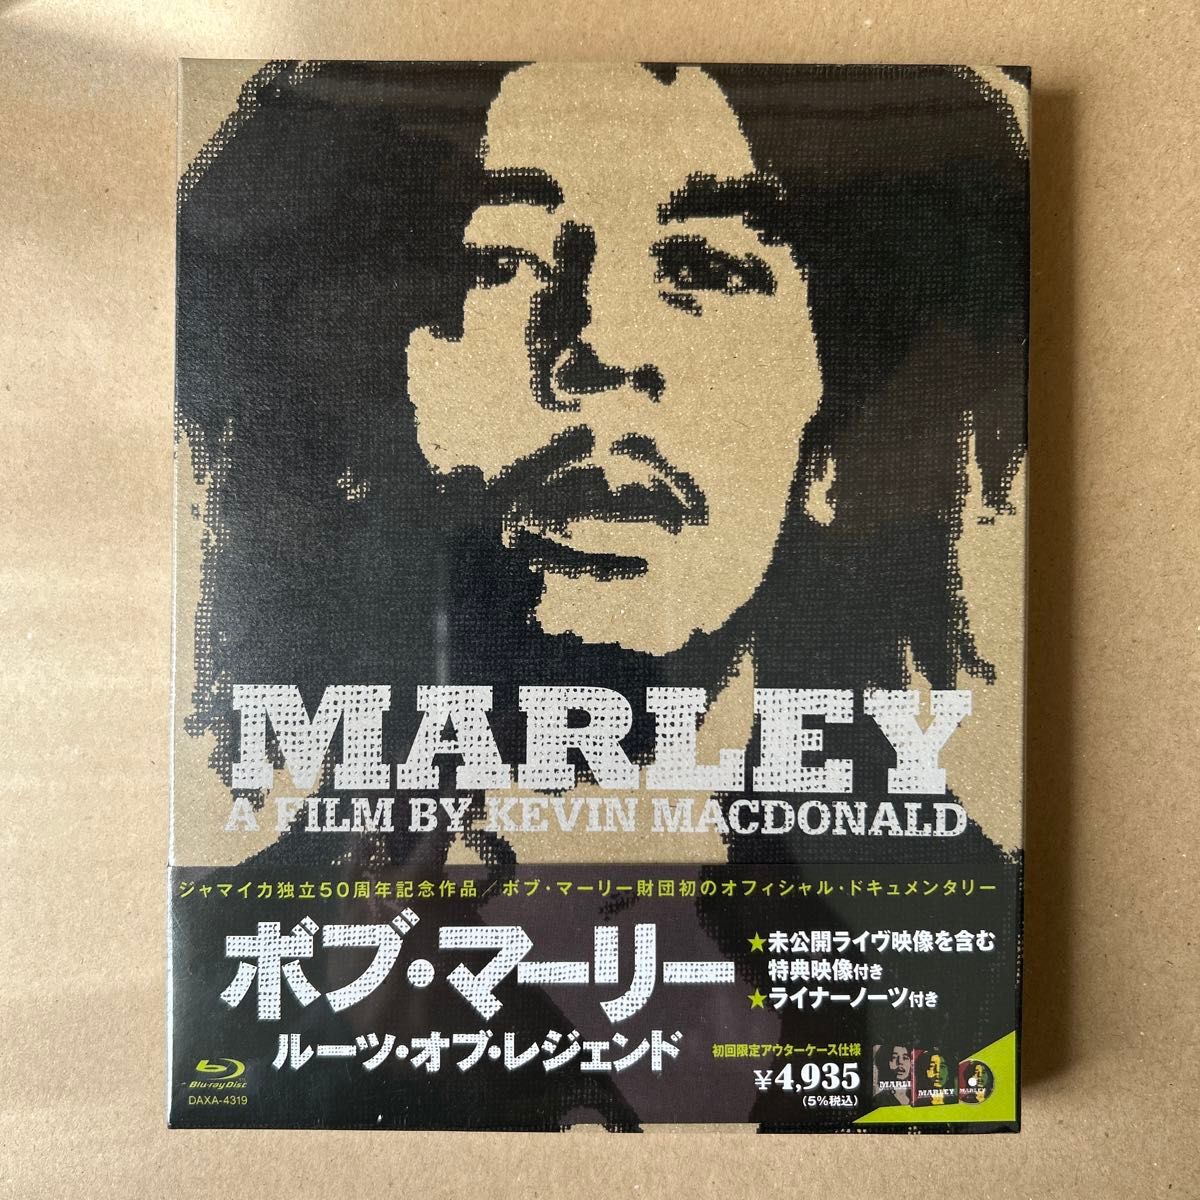 MARLEY
A FILM BY KEVIN MACDONALD
ジャマイカ独立50周年記念作品／ボブ・マーリー財団初のオフィシャル・ドキュメンタリー
ボブ・マーリー
ルーツ・オブ・レジェンド
★未公開ライヴ映像を含む
特典映像付き
★ライナーノーツ付き
初回限定アウターケース仕様
¥4,935
(5%税込)
MARLEY
MARLEY
Blu-ray Disc
DAXA-4319